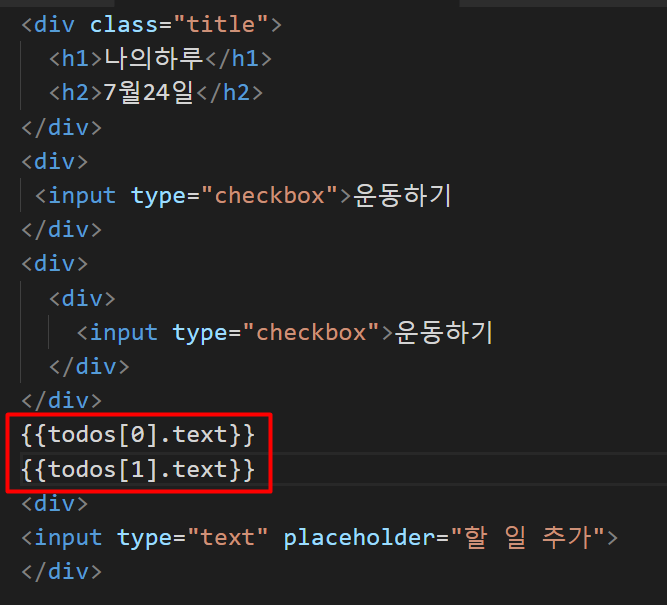 <div class="title">
<h1>나의하루</h1>
<h2>7월24일</h2>
</div>
<div>
<input type="checkbox">운동하기
</div>
<div>
<div>
<input type="checkbox">운동하기
</div>
</div>
{{todos[0].text}}
{{todos[1].text}}
<div>
<input type="text" placeholder="할 일 추가">
</div>